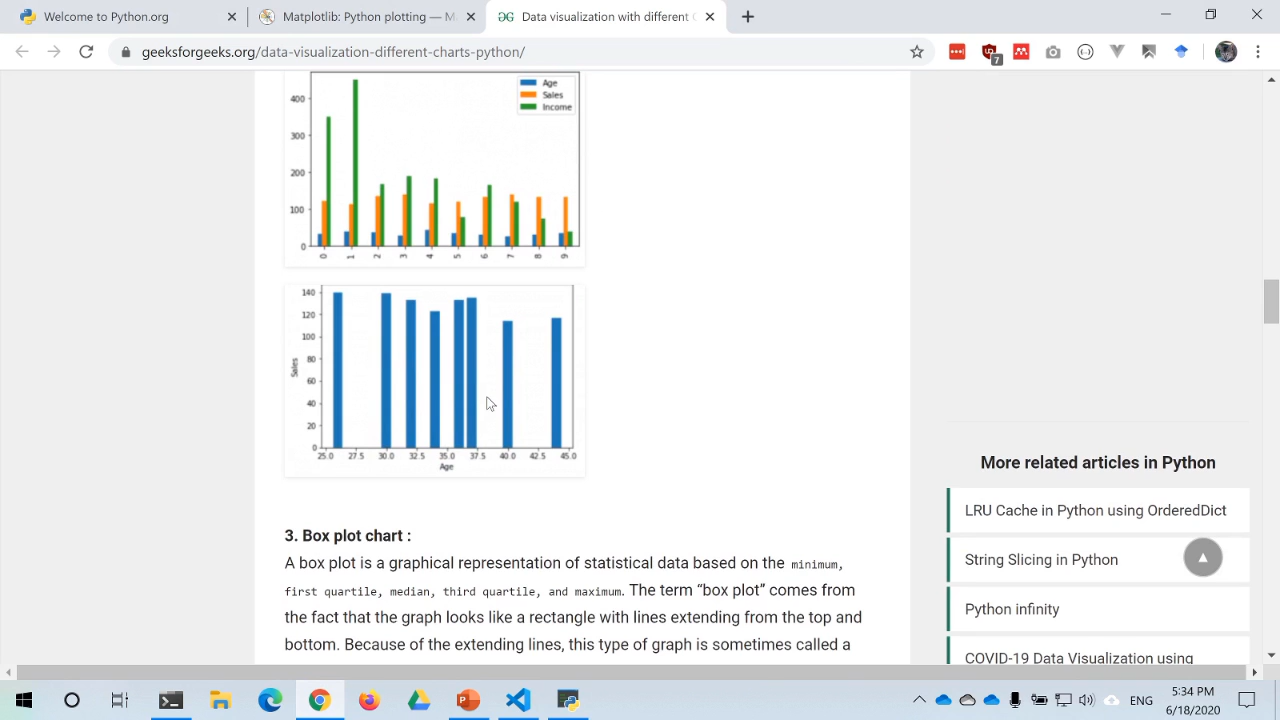 Welcome to Python.org
Matplotlib: Python plotting — M
Data visualization with different C
geeksforgeeks.org/data-visualization-different-charts-python/
7
Age
Sales
Income
400
300
200
100
0
0 1 2 3 4 5 6 7 8 9
140
120
100
80
60
40
20
0
Sales
25.0 27.5 30.0 32.5 35.0 37.5 40.0 42.5 45.0
Age
3. Box plot chart :
A box plot is a graphical representation of statistical data based on the minimum,
first quartile, median, third quartile, and maximum. The term “box plot” comes from
the fact that the graph looks like a rectangle with lines extending from the top and
bottom. Because of the extending lines, this type of graph is sometimes called a
More related articles in Python
LRU Cache in Python using OrderedDict
String Slicing in Python
Python infinity
COVID-19 Data Visualization using
ENG
5:34 PM
6/18/2020